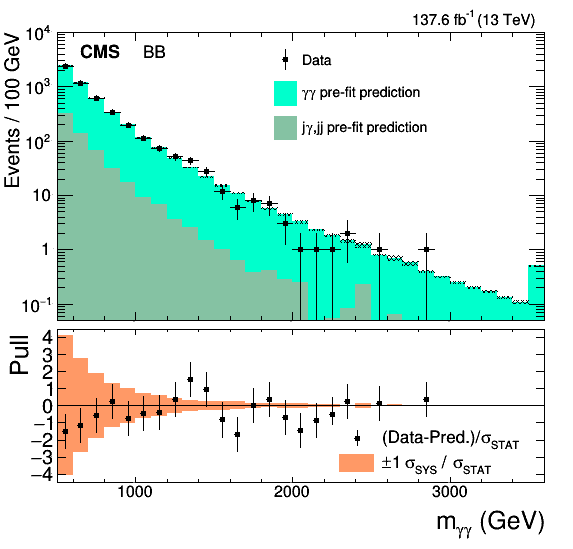 137.6 fb⁻¹ (13 TeV)
CMS BB
Data
γγ pre-fit prediction
jγ,jj pre-fit prediction
Events / 100 GeV
10⁴
10³
10²
10
1
10⁻¹
Pull
4
3
2
1
0
−1
−2
−3
−4
(Data-Pred.)/σSTAT
±1 σSYS / σSTAT
1000 2000 3000
mγγ (GeV)